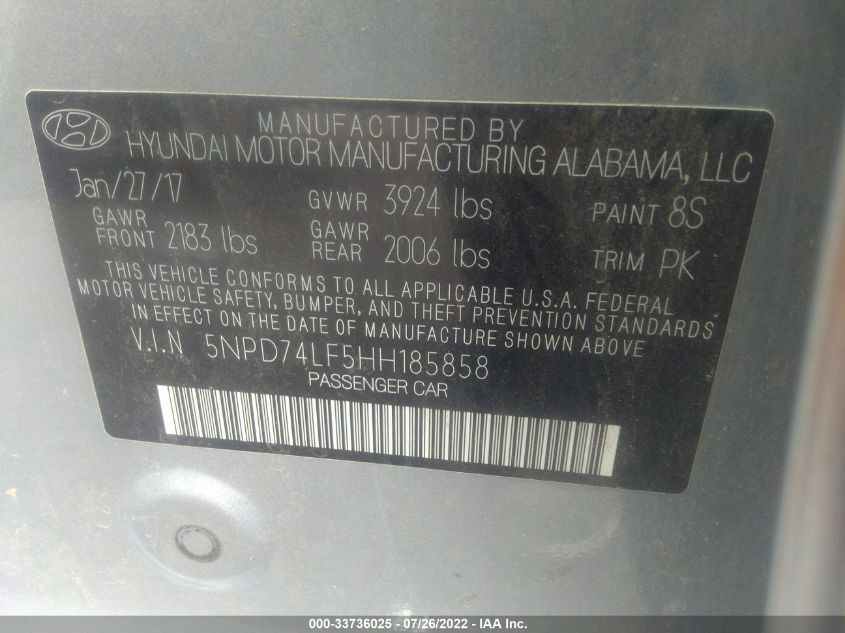 MANUFACTURED BY
HYUNDAI MOTOR MANUFACTURING ALABAMA, LLC
Jan/27/17 GVWR 3924 lbs PAINT 8S
GAWR FRONT 2183 lbs GAWR REAR 2006 lbs TRIM PK
THIS VEHICLE CONFORMS TO ALL APPLICABLE U.S.A. FEDERAL
MOTOR VEHICLE SAFETY, BUMPER, AND THEFT PREVENTION STANDARDS
IN EFFECT ON THE DATE OF MANUFACTURE SHOWN ABOVE
V.I.N 5NPD74LF5HH185858
PASSENGER CAR
000-33736025 - 07/26/2022 - IAA Inc.